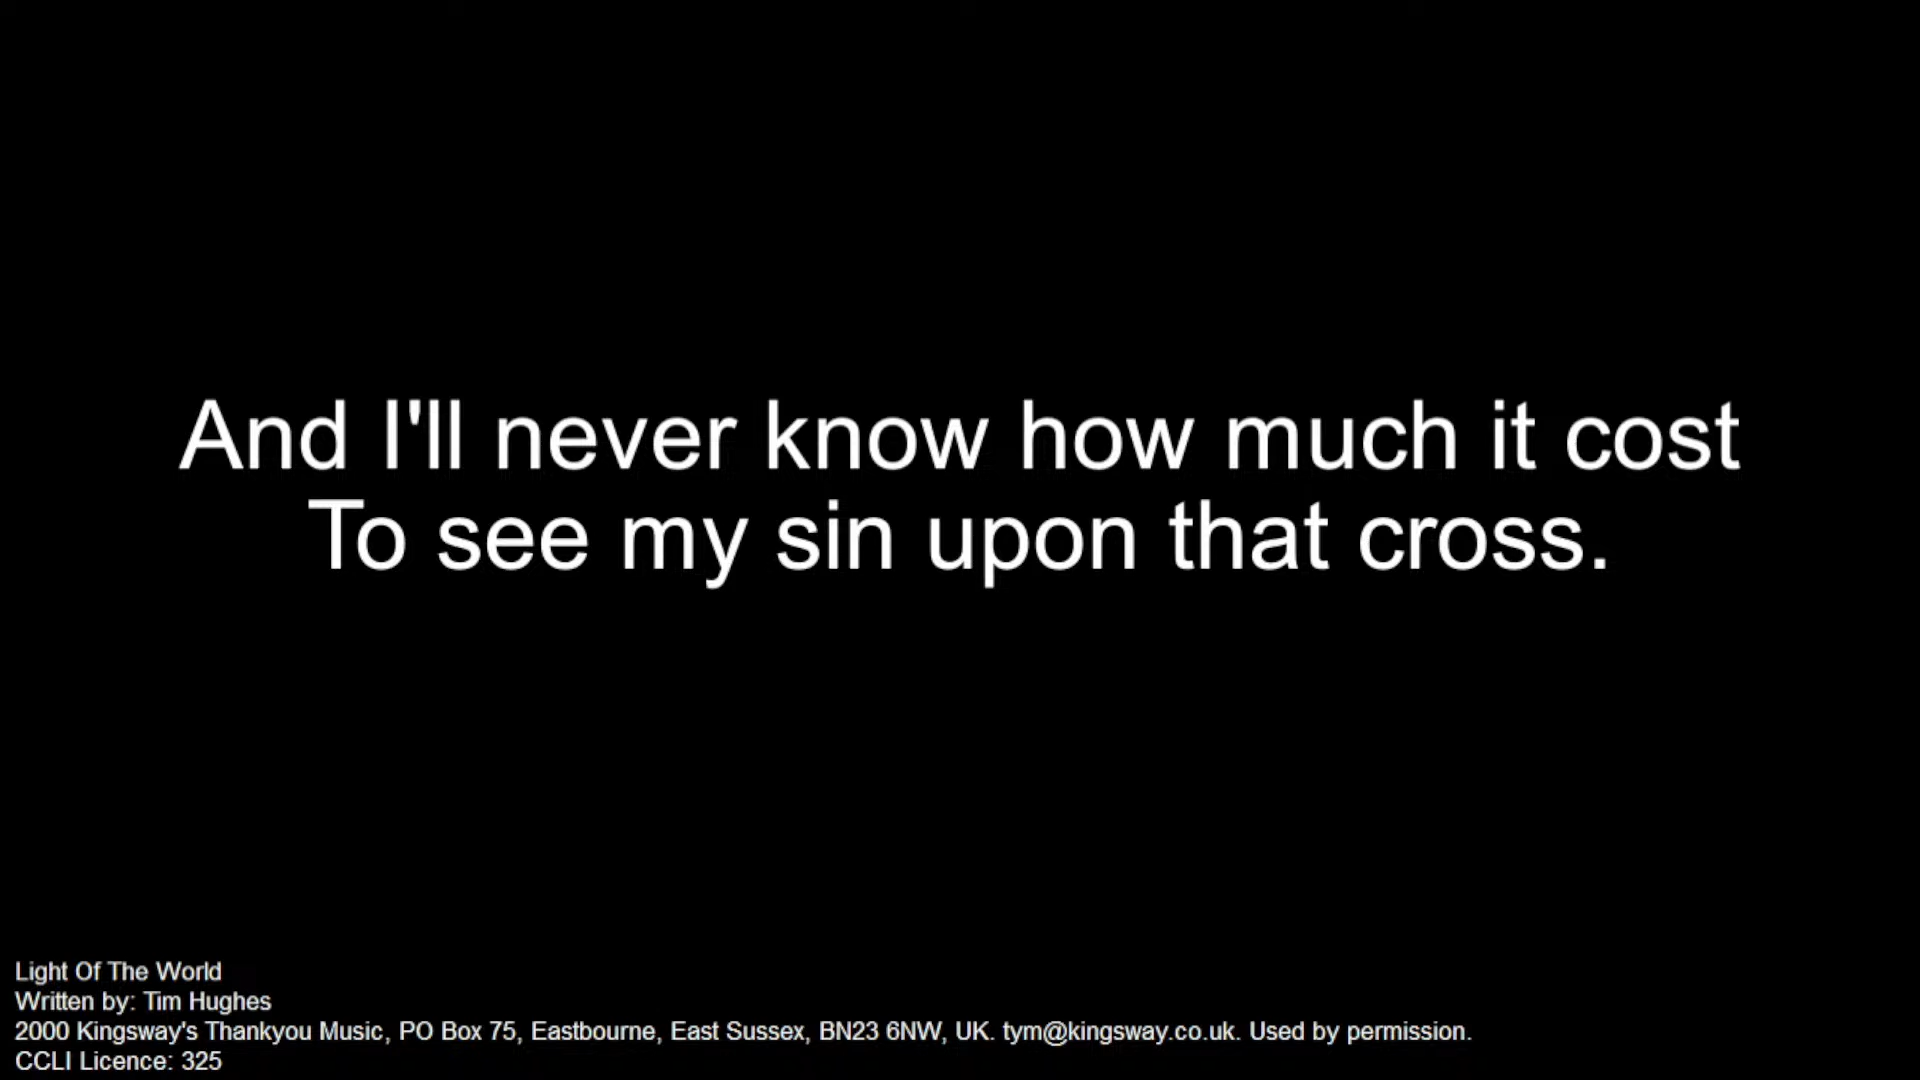 And I'll never know how much it cost
To see my sin upon that cross.
Light Of The World
Written by: Tim Hughes
2000 Kingsway's Thankyou Music, PO Box 75, Eastbourne, East Sussex, BN23 6NW, UK. tym@kingsway.co.uk. Used by permission.
CCLI Licence: 325